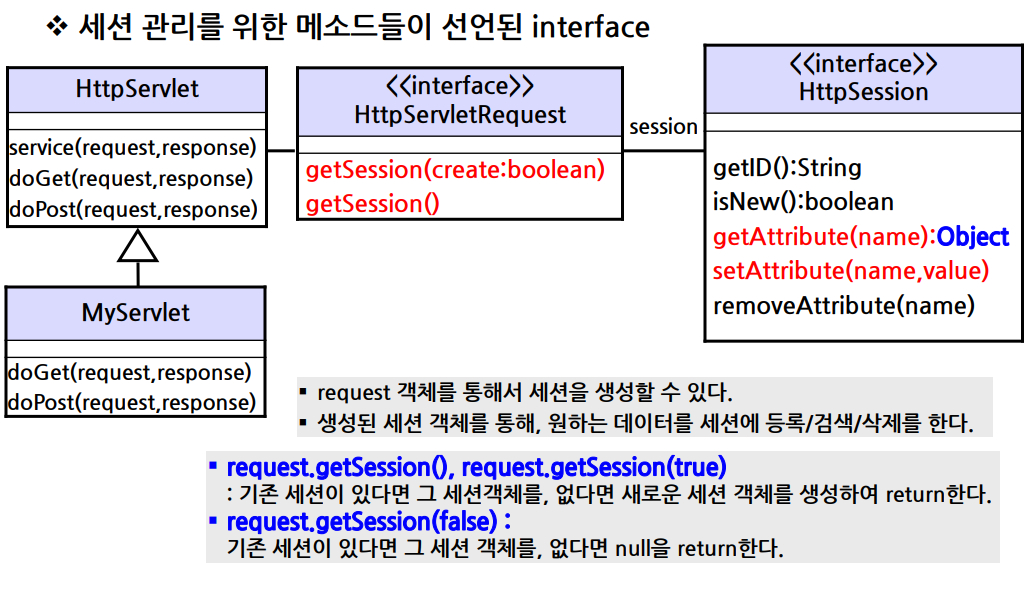 ❖ 세션 관리를 위한 메소드들이 선언된 interface
HttpServlet
service(request,response)
doGet(request,response)
doPost(request,response)
MyServlet
doGet(request,response)
doPost(request,response)
<<interface>>
HttpServletRequest
getSession(create:boolean)
getSession()
session
<<interface>>
HttpSession
getID():String
isNew():boolean
getAttribute(name):Object
setAttribute(name,value)
removeAttribute(name)
▪ request 객체를 통해서 세션을 생성할 수 있다.
▪ 생성된 세션 객체를 통해, 원하는 데이터를 세션에 등록/검색/삭제를 한다.
▪ request.getSession(), request.getSession(true)
: 기존 세션이 있다면 그 세션객체를, 없다면 새로운 세션 객체를 생성하여 return한다.
▪ request.getSession(false) :
기존 세션이 있다면 그 세션 객체를, 없다면 null을 return한다.